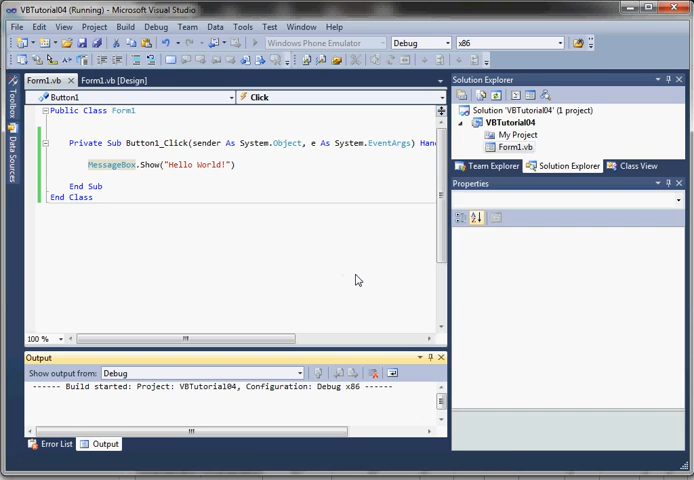 VBTutorial04 (Running) - Microsoft Visual Studio
File Edit View Project Build Debug Team Data Tools Test Window Help
Windows Phone Emulator Debug x86
Form1.vb Form1.vb [Design]
Button1 Click
Public Class Form1
Private Sub Button1_Click(sender As System.Object, e As System.EventArgs) Han
MessageBox.Show("Hello World!")
End Sub
End Class
100 %
Toolbox
Data Sources
Output
Show output from: Debug
------ Build started: Project: VBTutorial04, Configuration: Debug x86 ------
Error List Output
Solution Explorer
Solution 'VBTutorial04' (1 project)
VBTutorial04
My Project
Form1.vb
Team Explorer Solution Explorer Class View
Properties